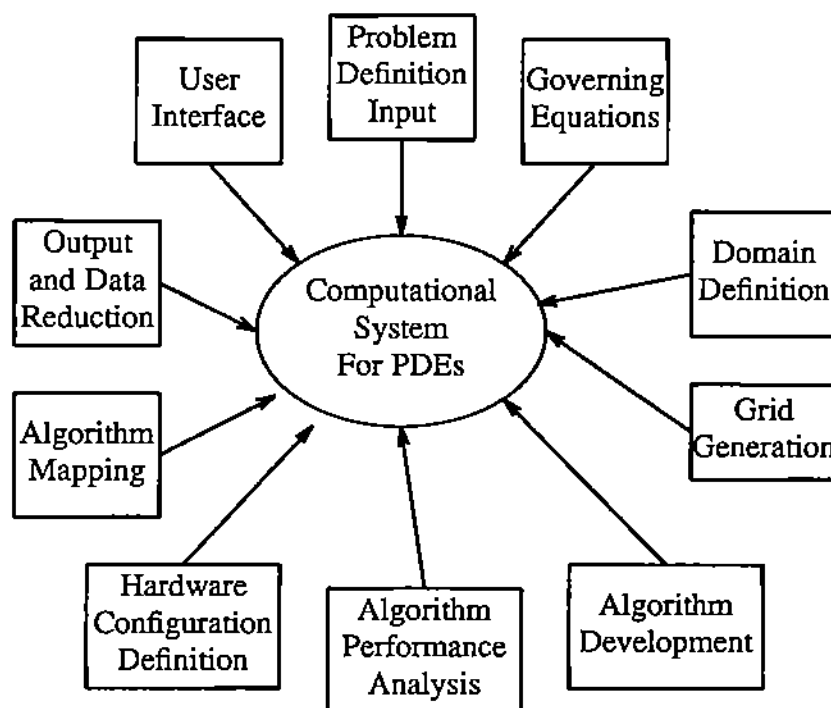 User
Interface
Problem
Definition
Input
Governing
Equations
Output
and Data
Reduction
Computational
System
For PDEs
Domain
Definition
Algorithm
Mapping
Grid
Generation
Hardware
Configuration
Definition
Algorithm
Performance
Analysis
Algorithm
Development